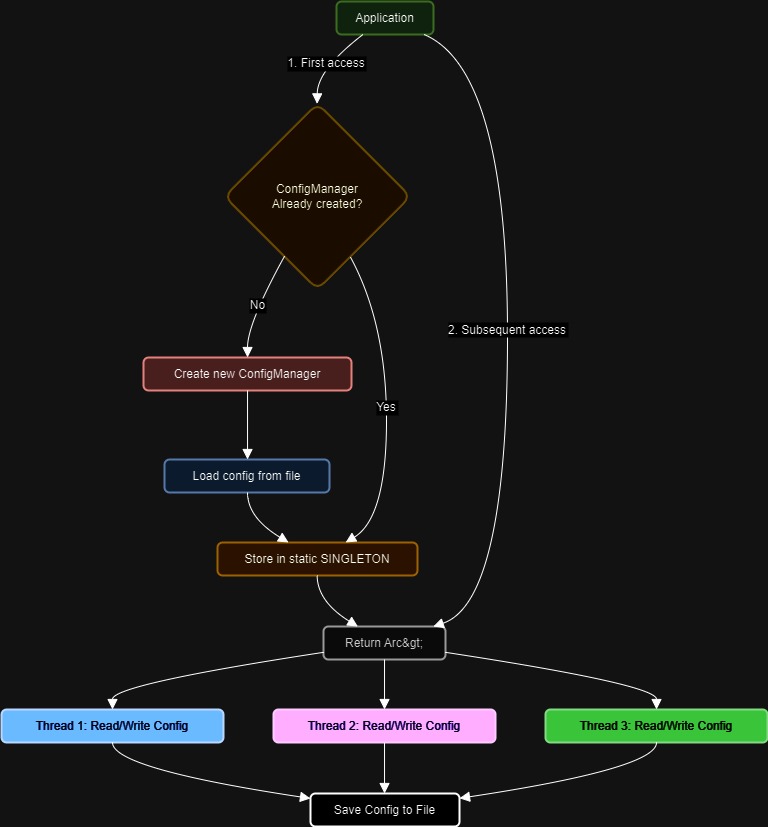 Application
1. First access
ConfigManager
Already created?
No
2. Subsequent access
Create new ConfigManager
Yes
Load config from file
Store in static SINGLETON
Return Arc&gt;
Thread 1: Read/Write Config
Thread 2: Read/Write Config
Thread 3: Read/Write Config
Save Config to File